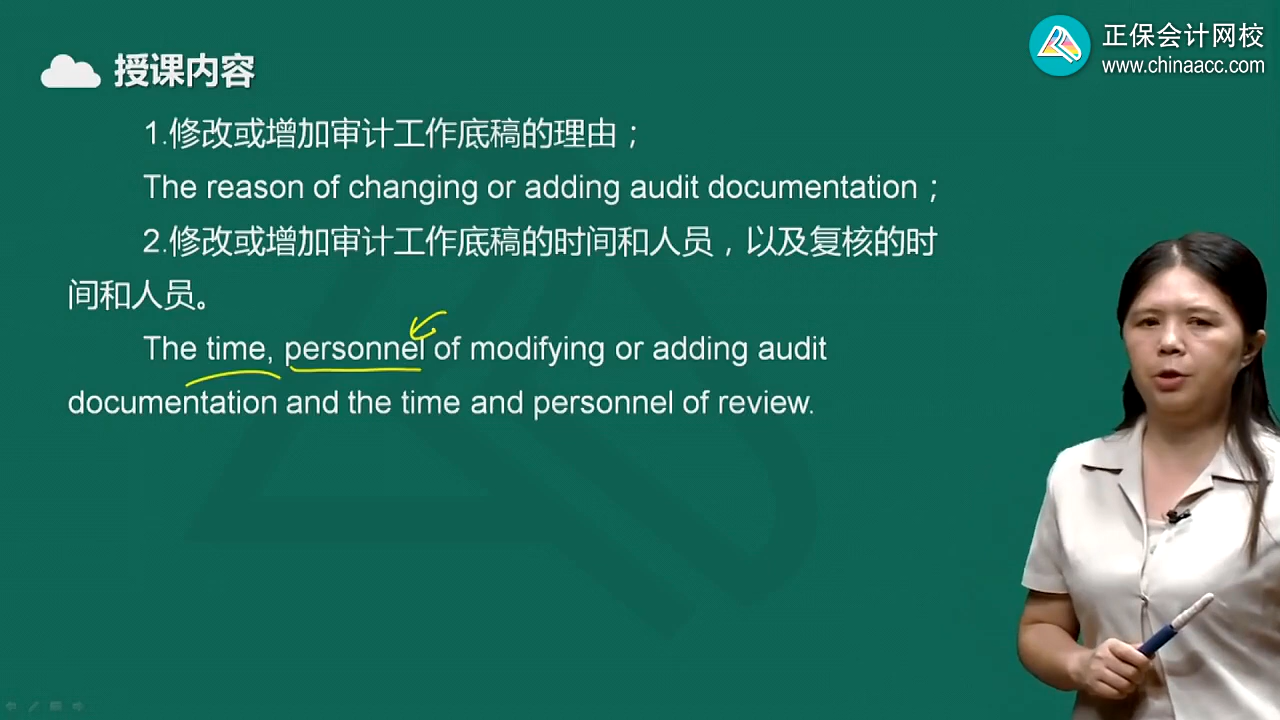 授课内容
正保会计网校
www.chinaacc.com
1.修改或增加审计工作底稿的理由；
The reason of changing or adding audit documentation；
2.修改或增加审计工作底稿的时间和人员，以及复核的时
间和人员。
The time, personnel of modifying or adding audit
documentation and the time and personnel of review.